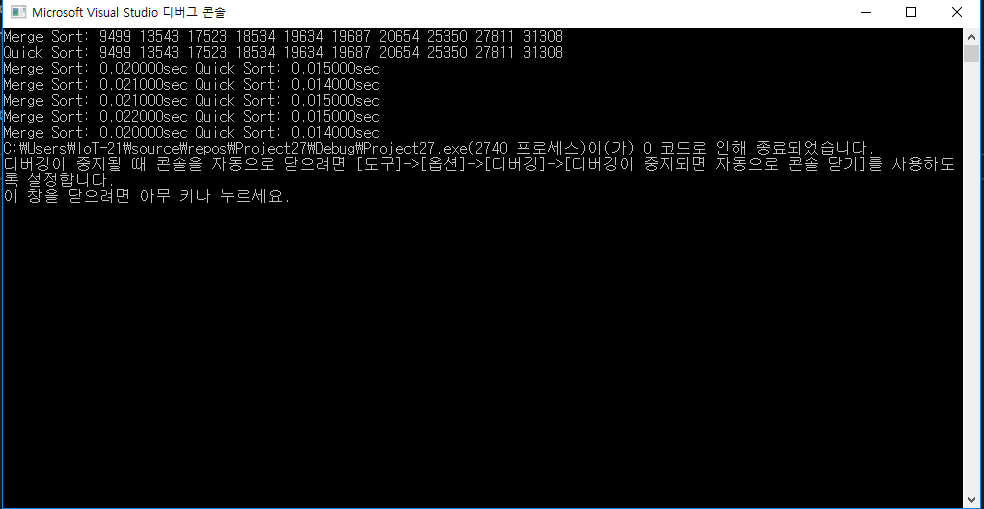 Microsoft Visual Studio 디버그 콘솔
Merge Sort: 9499 13543 17523 18534 19634 19687 20654 25350 27811 31308
Quick Sort: 9499 13543 17523 18534 19634 19687 20654 25350 27811 31308
Merge Sort: 0.020000sec Quick Sort: 0.015000sec
Merge Sort: 0.021000sec Quick Sort: 0.014000sec
Merge Sort: 0.021000sec Quick Sort: 0.015000sec
Merge Sort: 0.022000sec Quick Sort: 0.015000sec
Merge Sort: 0.020000sec Quick Sort: 0.014000sec
C:₩Users₩IoT-21₩source₩repos₩Project27₩Debug₩Project27.exe(2740 프로세스)이(가) 0 코드로 인해 종료되었습니다.
디버깅이 중지될 때 콘솔을 자동으로 닫으려면 [도구]->[옵션]->[디버깅]->[디버깅이 중지되면 자동으로 콘솔 닫기]를 사용하도
록 설정합니다.
이 창을 닫으려면 아무 키나 누르세요.